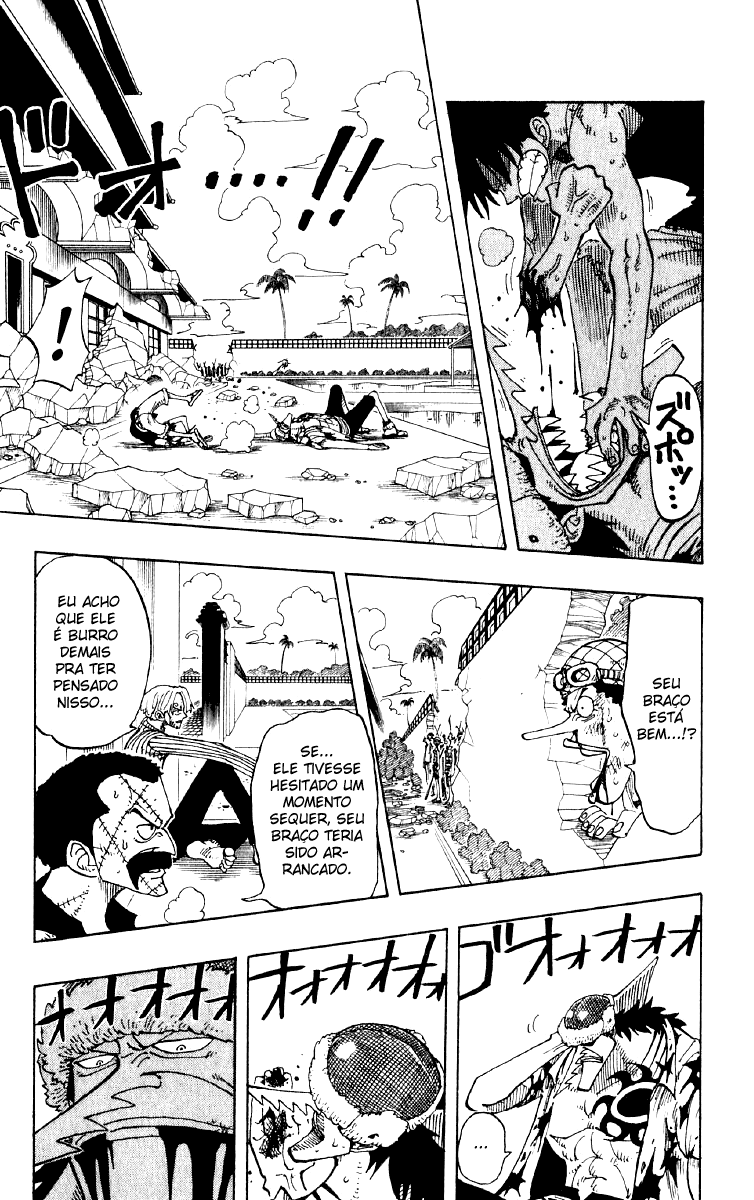 ズボッ...
ドオ...!!
!
SEU
BRAÇO
ESTÁ
BEM...!?
SE...
ELE TIVESSE
HESITADO UM
MOMENTO
SEQUER, SEU
BRAÇO TERIA
SIDO AR-
RANCADO.
EU ACHO
QUE ELE
É BURRO
DEMAIS
PRA TER
PENSADO
NISSO...
ゴオオオオ
...
オオオオオ
オオオオオ